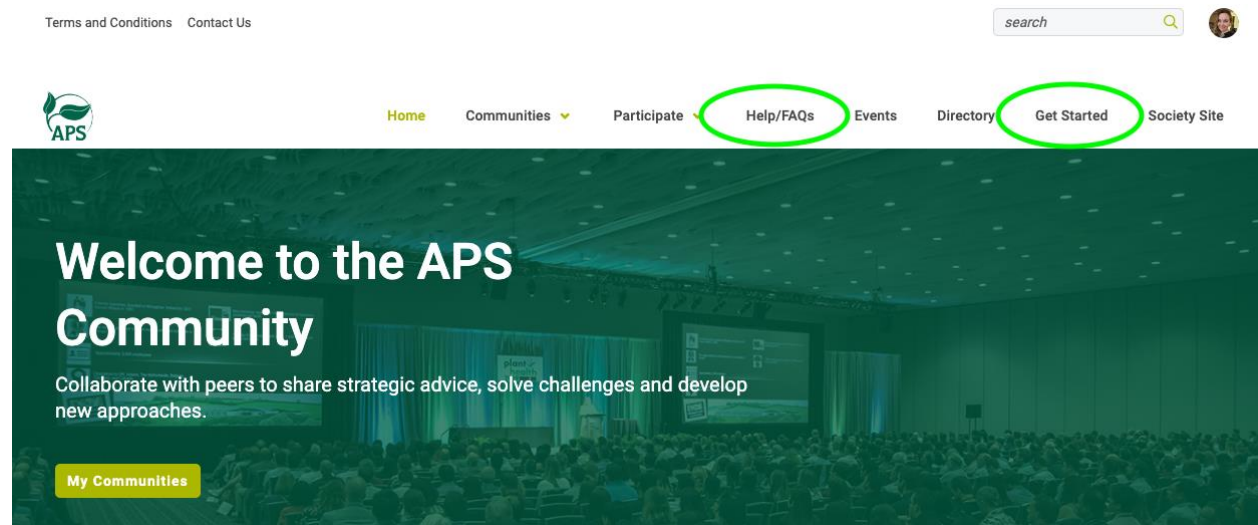 Terms and Conditions Contact Us
search
APS
Home Communities Participate Help/FAQs Events Directory Get Started Society Site
Welcome to the APS
Community
plant
health
Collaborate with peers to share strategic advice, solve challenges and develop
new approaches.
My Communities